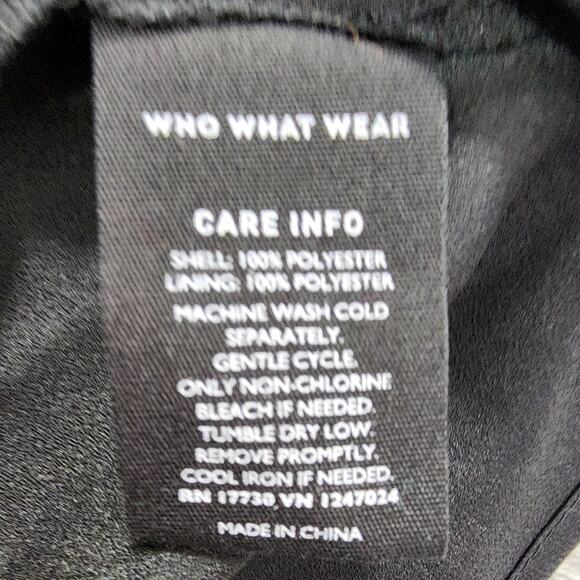 WHO WHAT WEAR
CARE INFO
SHELL: 100% POLYESTER
LINING: 100% POLYESTER
MACHINE WASH COLD
SEPARATELY.
GENTLE CYCLE.
ONLY NON-CHLORINE
BLEACH IF NEEDED.
TUMBLE DRY LOW.
REMOVE PROMPTLY.
COOL IRON IF NEEDED.
RN 17730 VN 1247024
MADE IN CHINA